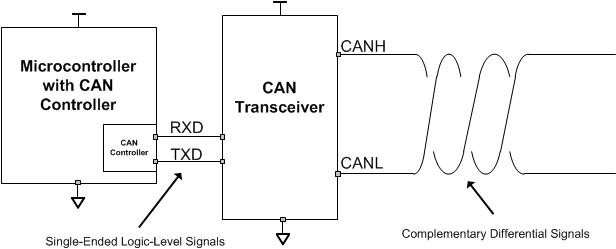 Microcontroller
with CAN
Controller
CAN
Controller
RXD
TXD
CAN
Transceiver
CANH
CANL
Single-Ended Logic-Level Signals
Complementary Differential Signals